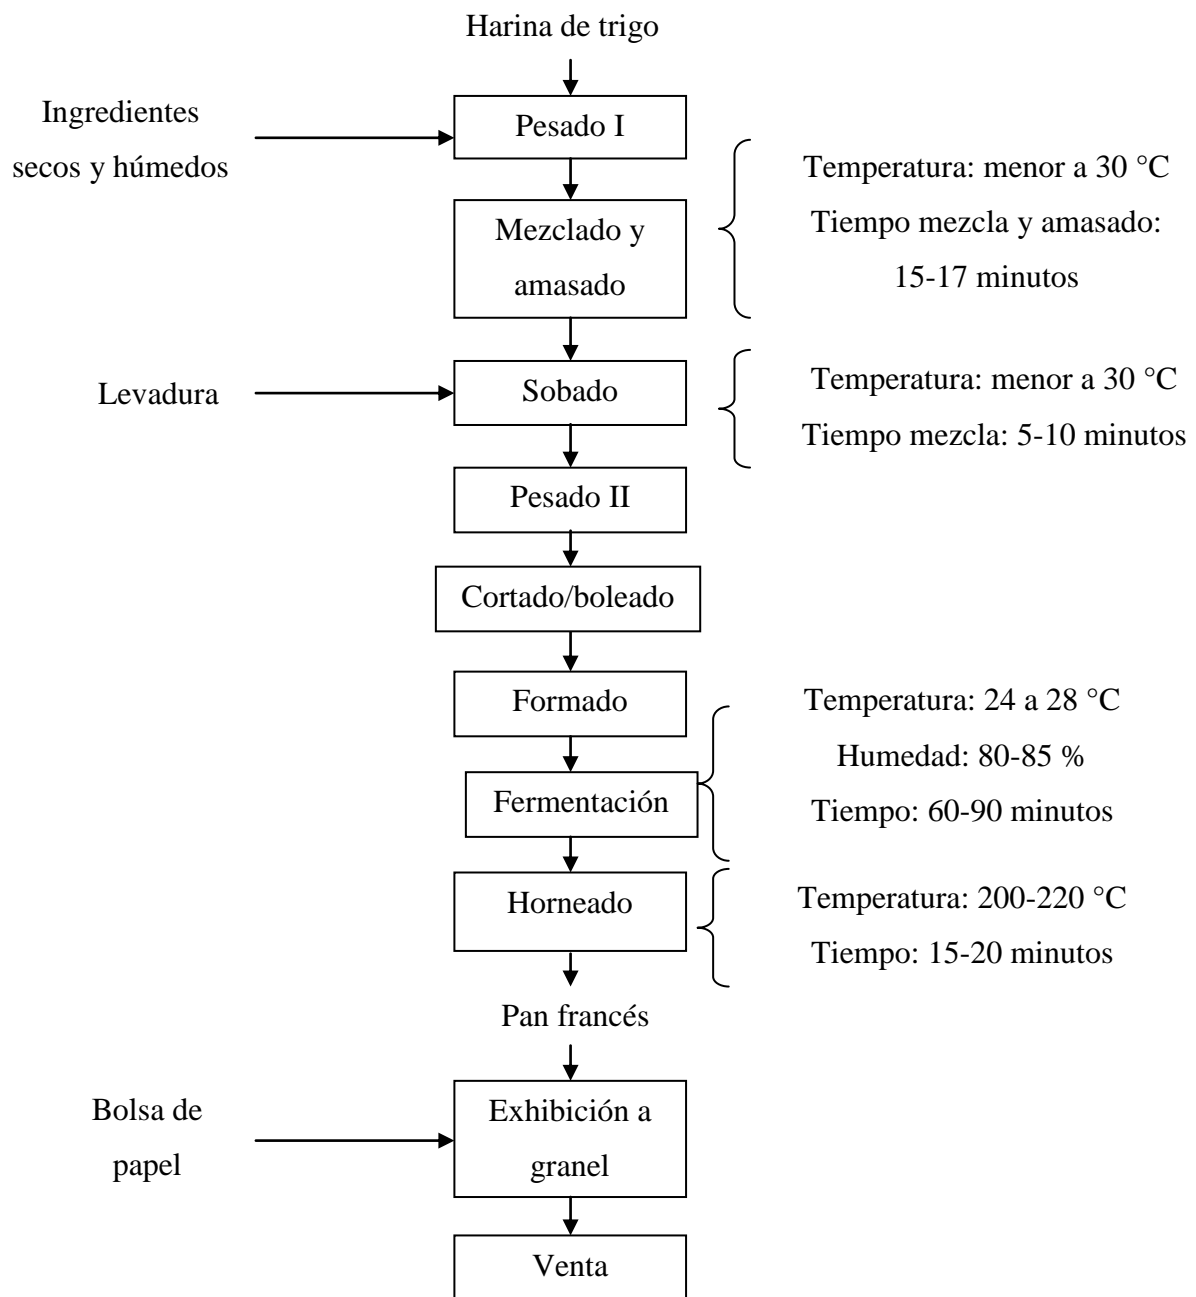 Harina de trigo
Ingredientes
secos y húmedos
Pesado I
Mezclado y
amasado
Temperatura: menor a 30 °C
Tiempo mezcla y amasado:
15-17 minutos
Levadura
Sobado
Temperatura: menor a 30 °C
Tiempo mezcla: 5-10 minutos
Pesado II
Cortado/boleado
Formado
Fermentación
Temperatura: 24 a 28 °C
Humedad: 80-85 %
Tiempo: 60-90 minutos
Horneado
Temperatura: 200-220 °C
Tiempo: 15-20 minutos
Pan francés
Bolsa de
papel
Exhibición a
granel
Venta